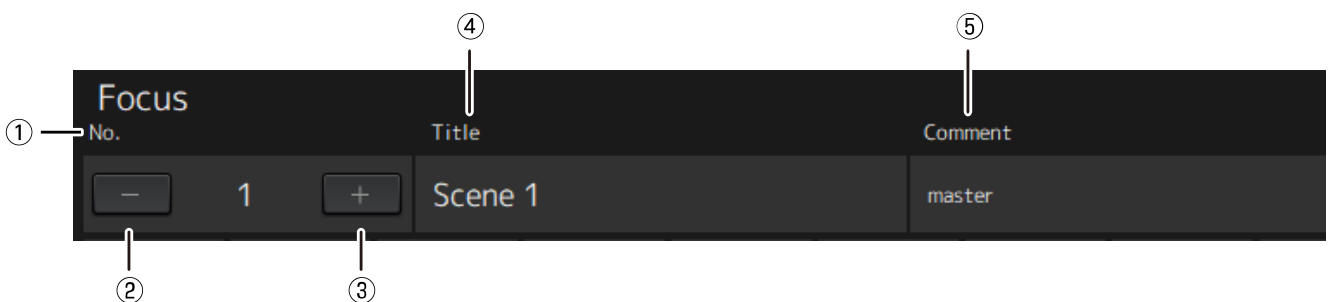 ④ ⑤
Focus
① No. Title Comment
− 1 + Scene 1 master
② ③